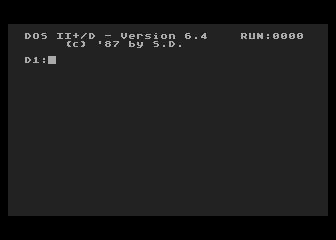 DOS II+/D - Version 6.4 RUN:0000
(c) '87 by S.D.
D1: